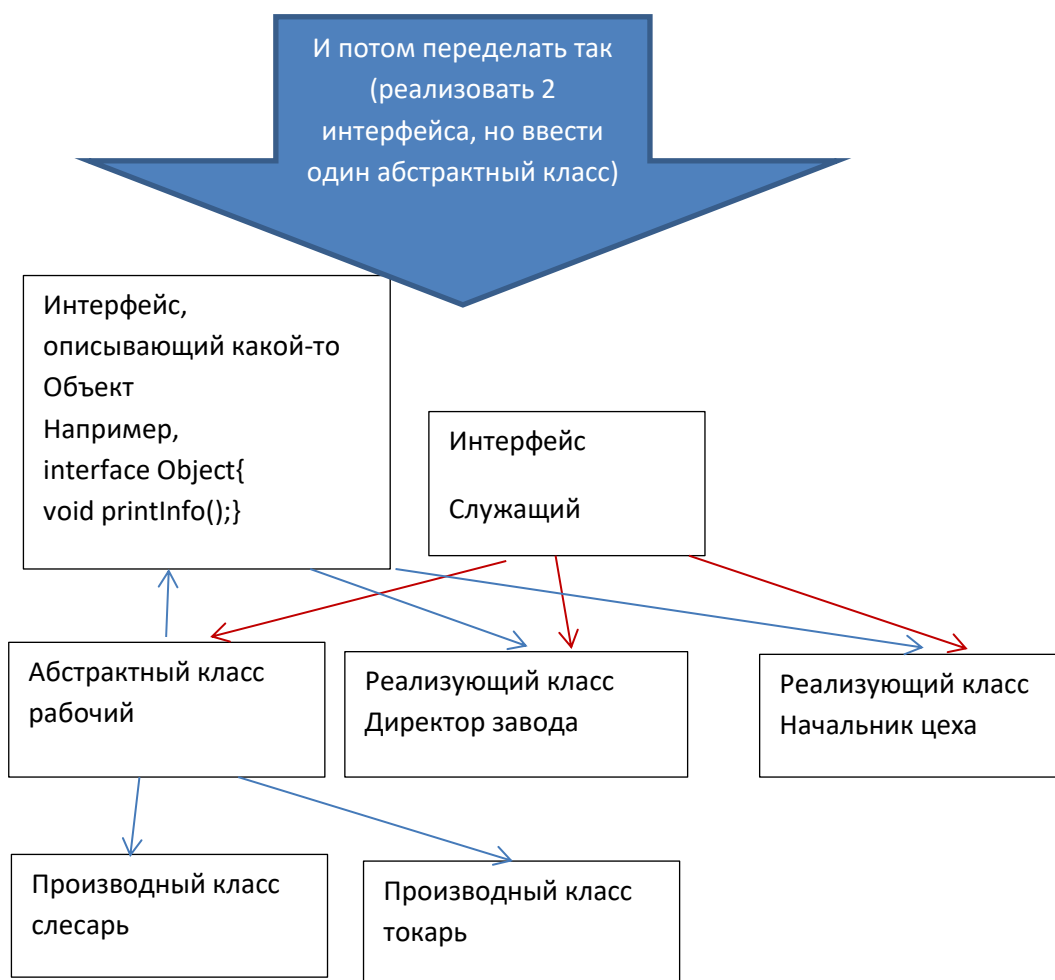 И потом переделать так
(реализовать 2
интерфейса, но ввести
один абстрактный класс)
Интерфейс,
описывающий какой-то
Объект
Например,
interface Object{
void printInfo();}
Интерфейс
Служащий
Абстрактный класс
рабочий
Реализующий класс
Директор завода
Реализующий класс
Начальник цеха
Производный класс
слесарь
Производный класс
токарь